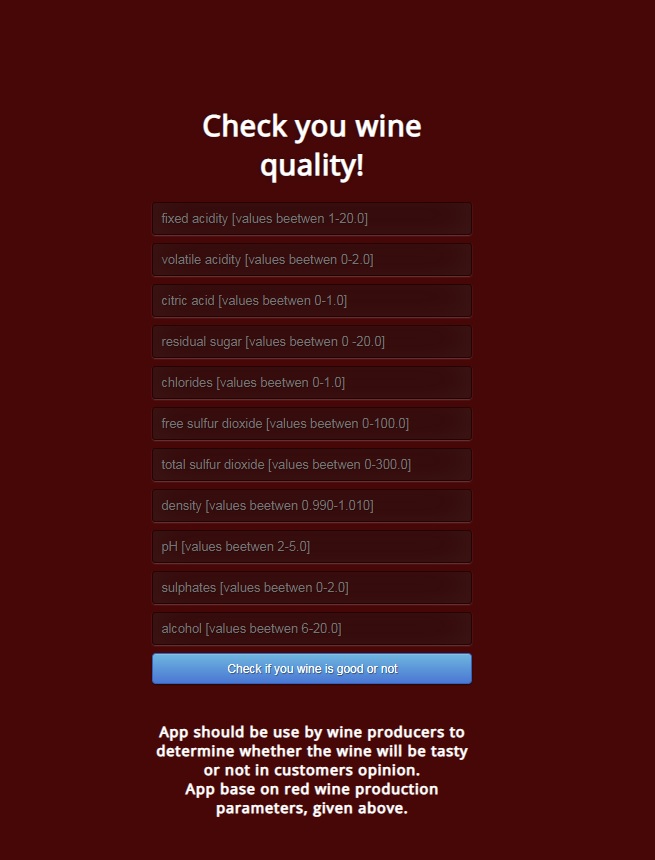 Check you wine
quality!
fixed acidity [values beetwen 1-20.0]
volatile acidity [values beetwen 0-2.0]
citric acid [values beetwen 0-1.0]
residual sugar [values beetwen 0 -20.0]
chlorides [values beetwen 0-1.0]
free sulfur dioxide [values beetwen 0-100.0]
total sulfur dioxide [values beetwen 0-300.0]
density [values beetwen 0.990-1.010]
pH [values beetwen 2-5.0]
sulphates [values beetwen 0-2.0]
alcohol [values beetwen 6-20.0]
Check if you wine is good or not
App should be use by wine producers to
determine whether the wine will be tasty
or not in customers opinion.
App base on red wine production
parameters, given above.